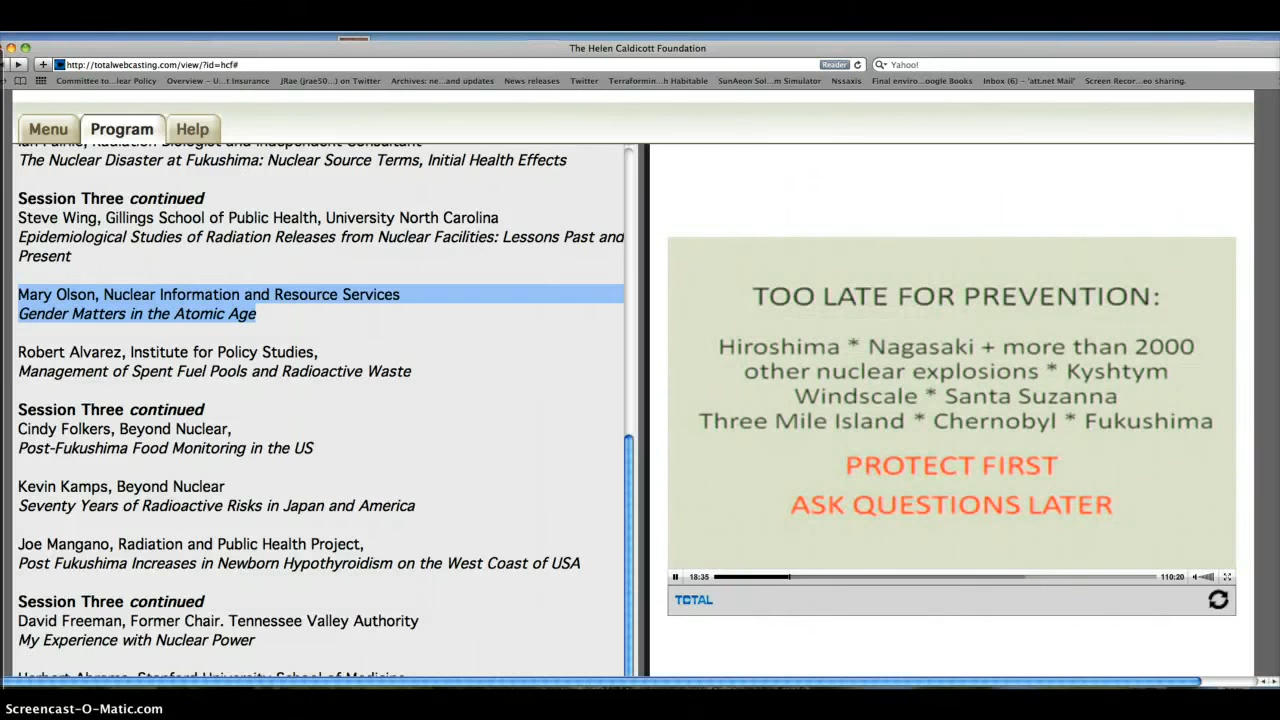 The Helen Caldicott Foundation
http://totalwebcasting.com/view/?id=hcf#
Reader
Yahoo!
Committee to...lear Policy
Overview – U...t Insurance
JRae (jrae50...) on Twitter
Archives: ne...and updates
News releases
Twitter
Terraformin...h Habitable
SunAeon Sol...m Simulator
Nssaxis
Final enviro...oogle Books
Inbox (6) – 'att.net Mail'
Screen Recor...eo sharing.
Menu
Program
Help
Consultant
The Nuclear Disaster at Fukushima: Nuclear Source Terms, Initial Health Effects
Session Three continued
Steve Wing, Gillings School of Public Health, University North Carolina
Epidemiological Studies of Radiation Releases from Nuclear Facilities: Lessons Past and
Present
Mary Olson, Nuclear Information and Resource Services
Gender Matters in the Atomic Age
Robert Alvarez, Institute for Policy Studies,
Management of Spent Fuel Pools and Radioactive Waste
Session Three continued
Cindy Folkers, Beyond Nuclear,
Post-Fukushima Food Monitoring in the US
Kevin Kamps, Beyond Nuclear
Seventy Years of Radioactive Risks in Japan and America
Joe Mangano, Radiation and Public Health Project,
Post Fukushima Increases in Newborn Hypothyroidism on the West Coast of USA
Session Three continued
David Freeman, Former Chair. Tennessee Valley Authority
My Experience with Nuclear Power
TOO LATE FOR PREVENTION:
Hiroshima * Nagasaki + more than 2000
other nuclear explosions * Kyshtym
Windscale * Santa Suzanna
Three Mile Island * Chernobyl * Fukushima
PROTECT FIRST
ASK QUESTIONS LATER
18:35
110:20
TOTAL
Screencast-O-Matic.com